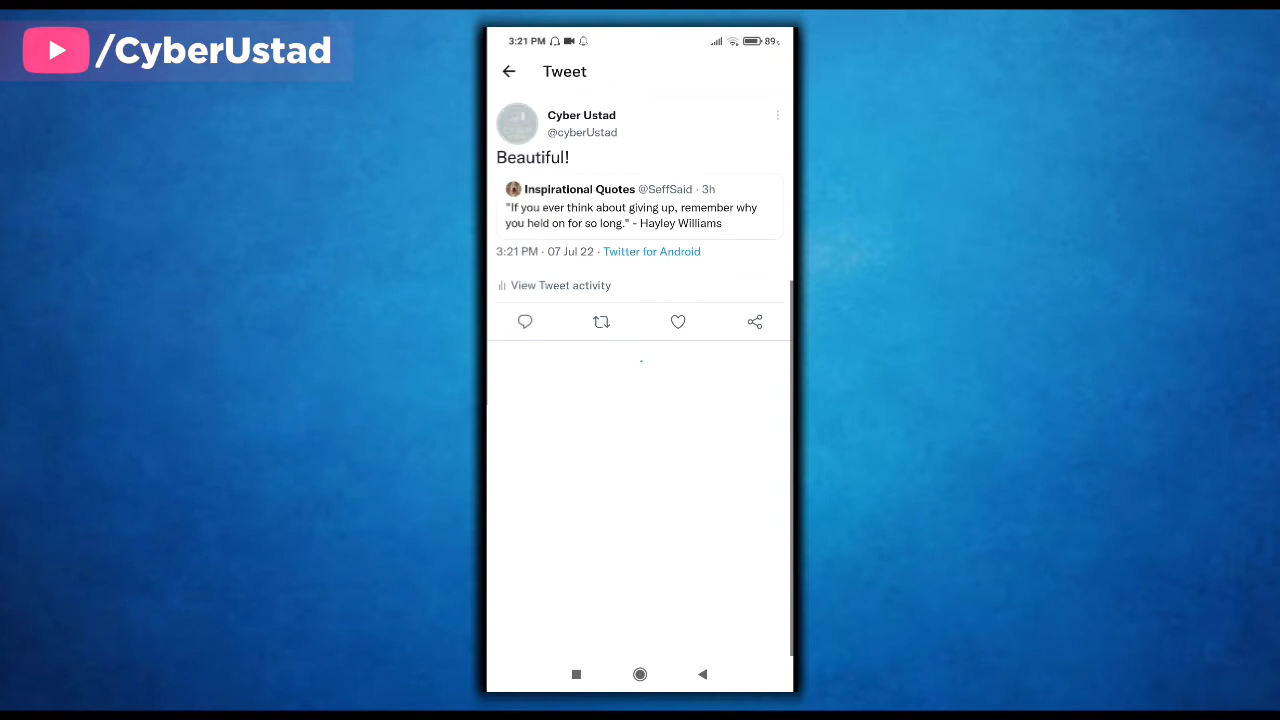 /CyberUstad
3:21 PM 89
Tweet
Cyber Ustad
@cyberUstad
Beautiful!
Inspirational Quotes @SeffSaid · 3h
"If you ever think about giving up, remember why
you held on for so long." - Hayley Williams
3:21 PM · 07 Jul 22 · Twitter for Android
View Tweet activity